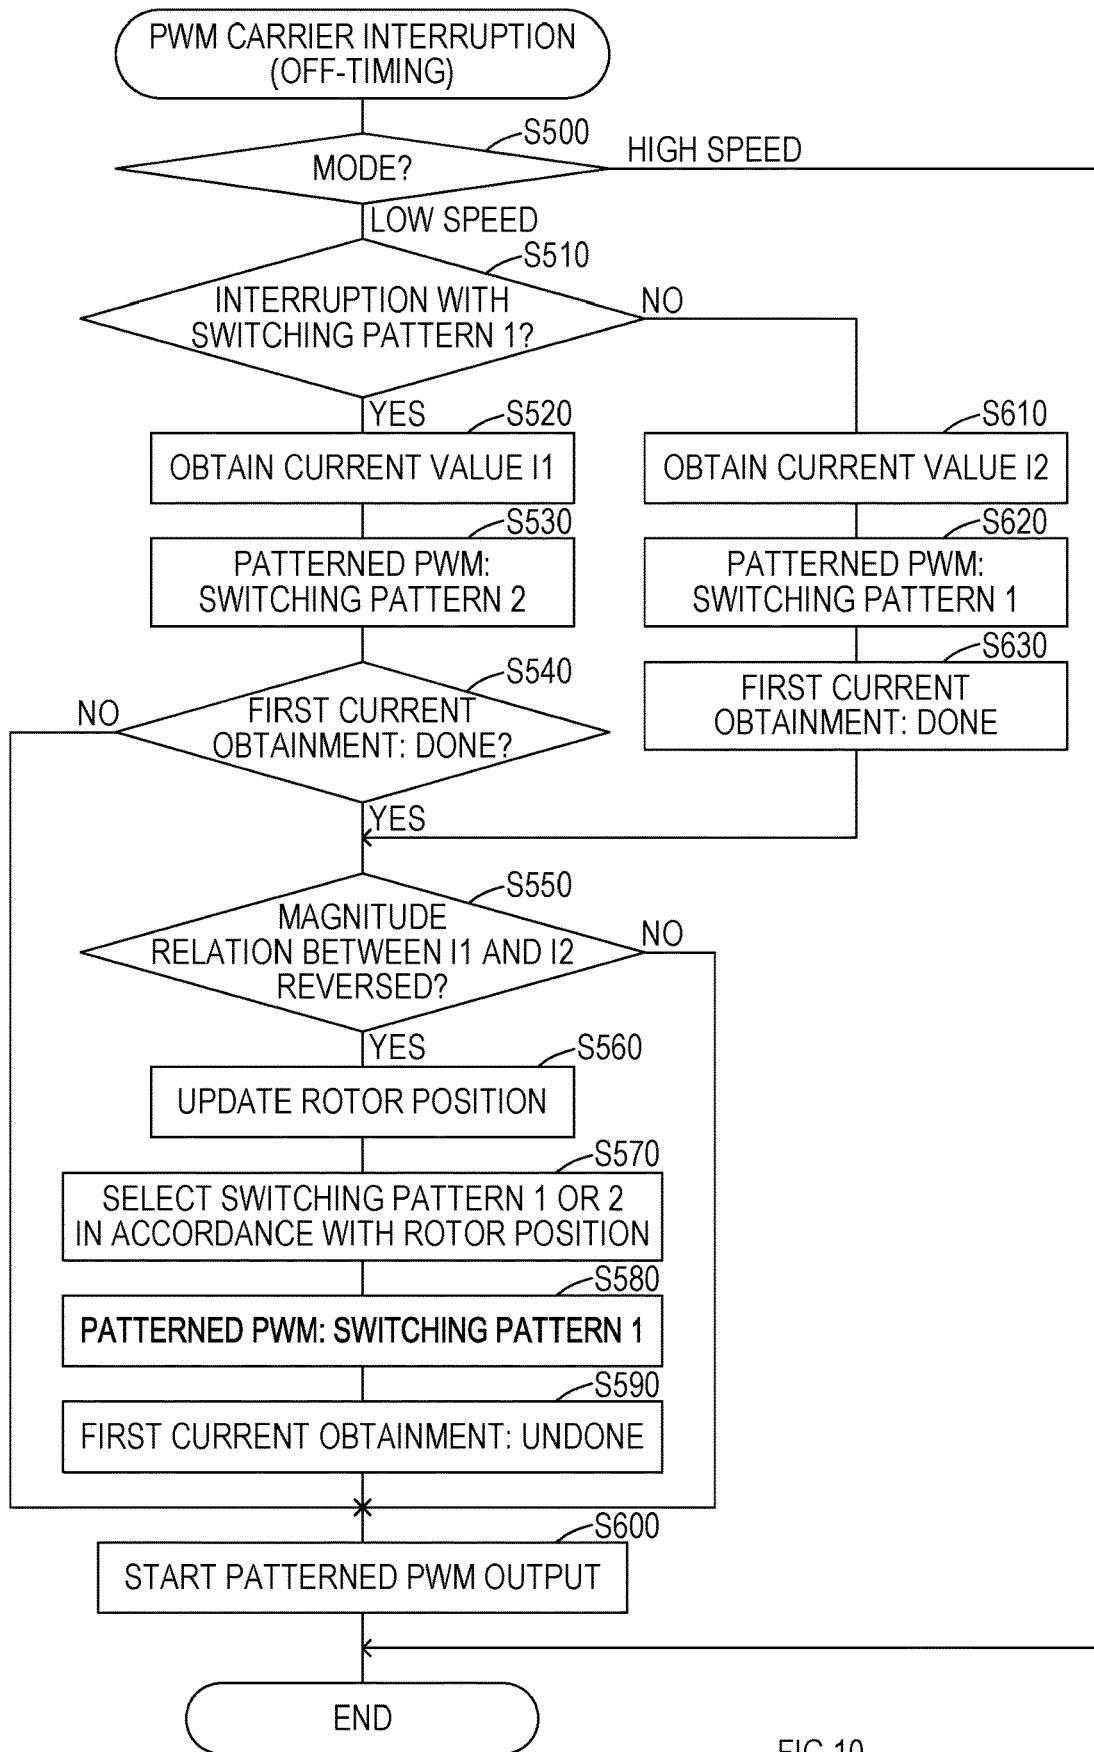 PWM CARRIER INTERRUPTION
(OFF-TIMING)
S500
MODE?
HIGH SPEED
LOW SPEED
S510
INTERRUPTION WITH
SWITCHING PATTERN 1?
NO
YES
S520
OBTAIN CURRENT VALUE I1
S610
OBTAIN CURRENT VALUE I2
S530
PATTERNED PWM:
SWITCHING PATTERN 2
S620
PATTERNED PWM:
SWITCHING PATTERN 1
S540
FIRST CURRENT
OBTAINMENT: DONE?
NO
S630
FIRST CURRENT
OBTAINMENT: DONE
YES
S550
MAGNITUDE
RELATION BETWEEN I1 AND I2
REVERSED?
NO
YES
S560
UPDATE ROTOR POSITION
S570
SELECT SWITCHING PATTERN 1 OR 2
IN ACCORDANCE WITH ROTOR POSITION
S580
PATTERNED PWM: SWITCHING PATTERN 1
S590
FIRST CURRENT OBTAINMENT: UNDONE
S600
START PATTERNED PWM OUTPUT
END
FIG.10